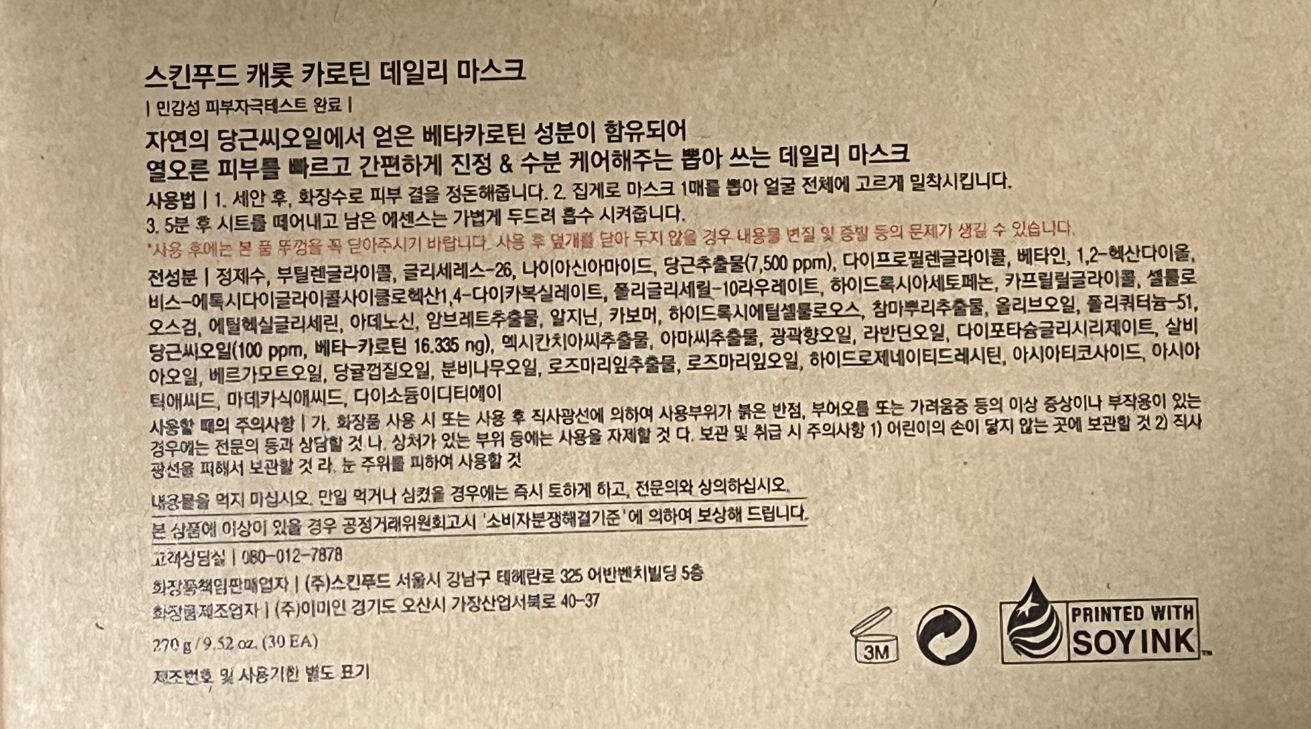 스킨푸드 캐롯 카로틴 데일리 마스크
| 민감성 피부자극테스트 완료 |
자연의 당근씨오일에서 얻은 베타카로틴 성분이 함유되어
열오른 피부를 빠르고 간편하게 진정 & 수분 케어해주는 뽑아 쓰는 데일리 마스크
사용법 | 1. 세안 후, 화장수로 피부 결을 정돈해줍니다. 2. 집게로 마스크 1매를 뽑아 얼굴 전체에 고르게 밀착시킵니다.
3. 5분 후 시트를 떼어내고 남은 에센스는 가볍게 두드려 흡수 시켜줍니다.
*사용 후에는 본 품 뚜껑을 꼭 닫아주시기 바랍니다. 사용 후 덮개를 닫아 두지 않을 경우 내용물 변질 및 증발 등의 문제가 생길 수 있습니다.
전성분 | 정제수, 부틸렌글라이콜, 글리세레스-26, 나이아신아마이드, 당근추출물(7,500 ppm), 다이프로필렌글라이콜, 베타인, 1,2-헥산다이올,
비스-에톡시다이글라이콜사이클로헥산1,4-다이카복실레이트, 폴리글리세릴-10라우레이트, 하이드록시아세토페논, 카프릴릴글라이콜, 셀룰로
오스검, 에틸헥실글리세린, 아데노신, 암브레트추출물, 알지닌, 카보머, 하이드록시에틸셀룰로오스, 참마뿌리추출물, 올리브오일, 폴리쿼터늄-51,
당근씨오일(100 ppm, 베타-카로틴 16.335 ng), 멕시칸치아씨추출물, 아마씨추출물, 광곽향오일, 라반딘오일, 다이포타슘글리시리제이트, 살비
아오일, 베르가모트오일, 당귤껍질오일, 분비나무오일, 로즈마리잎추출물, 로즈마리잎오일, 하이드로제네이티드레시틴, 아시아티코사이드, 아시아
틱애씨드, 마데카식애씨드, 다이소듐이디티에이
사용할 때의 주의사항 | 가. 화장품 사용 시 또는 사용 후 직사광선에 의하여 사용부위가 붉은 반점, 부어오름 또는 가려움증 등의 이상 증상이나 부작용이 있는
경우에는 전문의 등과 상담할 것 나. 상처가 있는 부위 등에는 사용을 자제할 것 다. 보관 및 취급 시 주의사항 1) 어린이의 손이 닿지 않는 곳에 보관할 것 2) 직사
광선을 피해서 보관할 것 라. 눈 주위를 피하여 사용할 것
내용물을 먹지 마십시오. 만일 먹거나 삼켰을 경우에는 즉시 토하게 하고, 전문의와 상의하십시오.
본 상품에 이상이 있을 경우 공정거래위원회고시 '소비자분쟁해결기준'에 의하여 보상해 드립니다.
고객상담실 | 080-012-7878
화장품책임판매업자 | (주)스킨푸드 서울시 강남구 테헤란로 325 어반벤치빌딩 5층
화장품제조업자 | (주)이미인 경기도 오산시 가장산업서북로 40-37
270 g / 9.52 oz. (30 EA)
제조번호 및 사용기한 별도 표기
3M
PRINTED WITH
SOY INK™